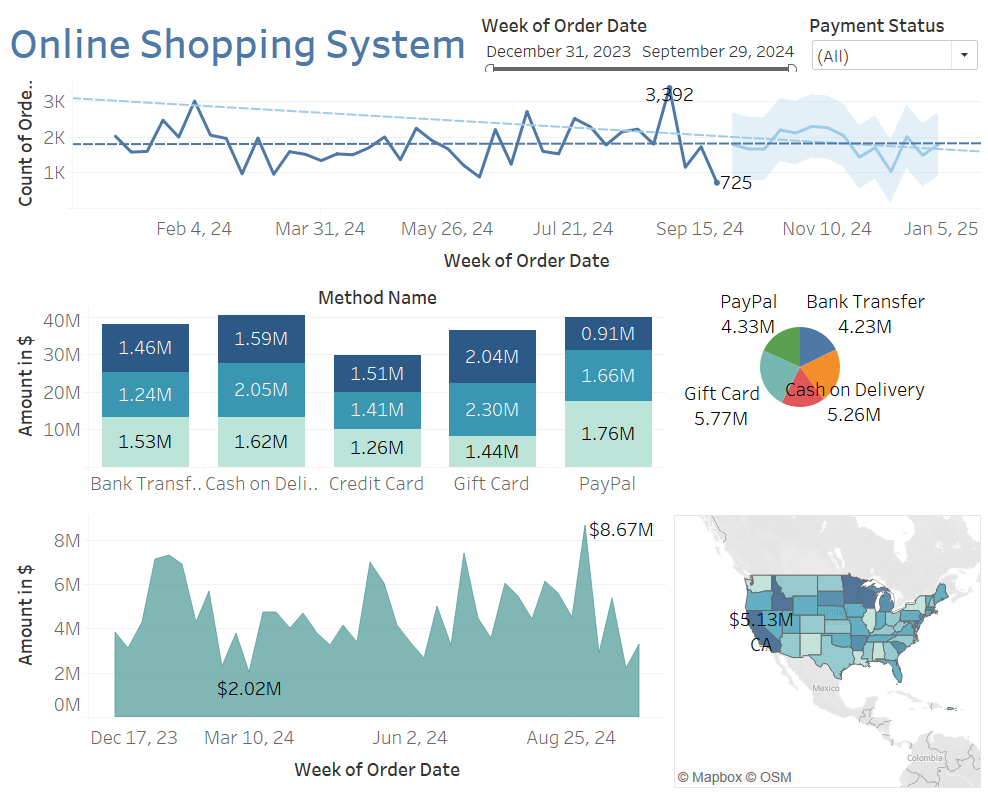 Online Shopping System
Week of Order Date
December 31, 2023 September 29, 2024
Payment Status
(All)
Count of Orde..
3K
2K
1K
3,392
725
Feb 4, 24 Mar 31, 24 May 26, 24 Jul 21, 24 Sep 15, 24 Nov 10, 24 Jan 5, 25
Week of Order Date
Method Name
Amount in $
40M
30M
20M
10M
1.46M 1.59M 1.51M 2.04M 0.91M
1.24M 2.05M 1.41M 2.30M 1.66M
1.53M 1.62M 1.26M 1.44M 1.76M
Bank Transf.. Cash on Deli.. Credit Card Gift Card PayPal
PayPal
4.33M
Bank Transfer
4.23M
Gift Card
5.77M
Cash on Delivery
5.26M
Amount in $
8M
6M
4M
2M
0M
$8.67M
$2.02M
Dec 17, 23 Mar 10, 24 Jun 2, 24 Aug 25, 24
Week of Order Date
$5.13M
CA
Mexico
Colombia
© Mapbox © OSM